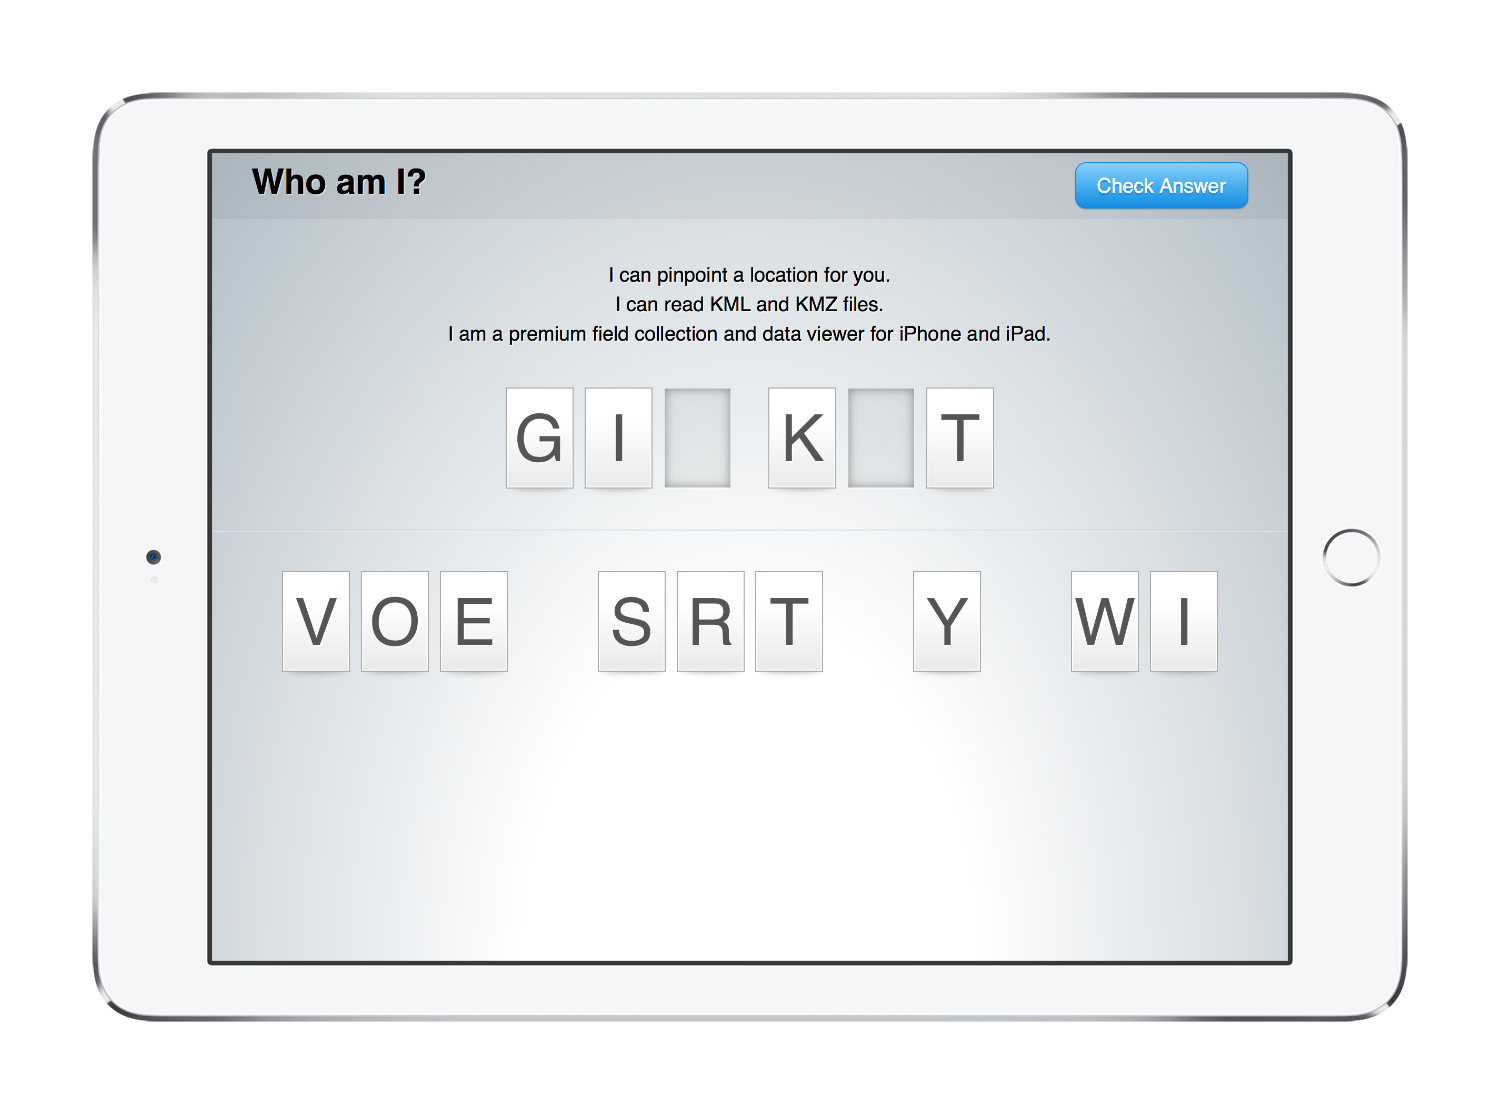 Who am I?
Check Answer
I can pinpoint a location for you.
I can read KML and KMZ files.
I am a premium field collection and data viewer for iPhone and iPad.
G I K T
V O E S R T Y W I